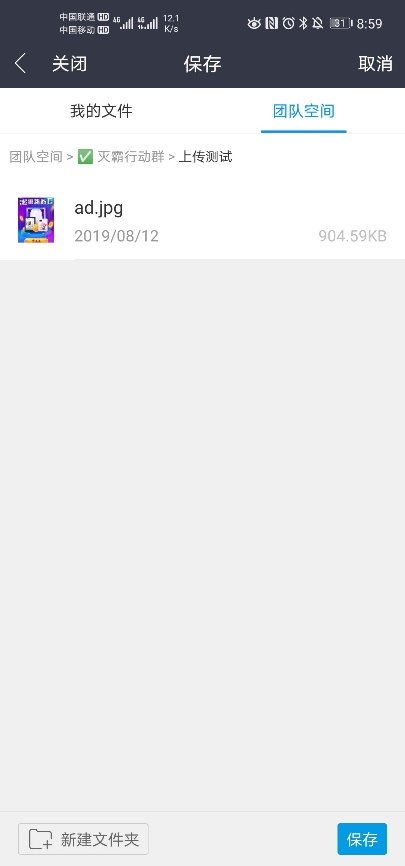 中国联通 HD 4G 4G 12.1
中国移动 HD K/s
31 8:59
关闭 保存 取消
我的文件 团队空间
团队空间 > ✅ 灭霸行动群 > 上传测试
ad.jpg
2019/08/12 904.59KB
新建文件夹 保存